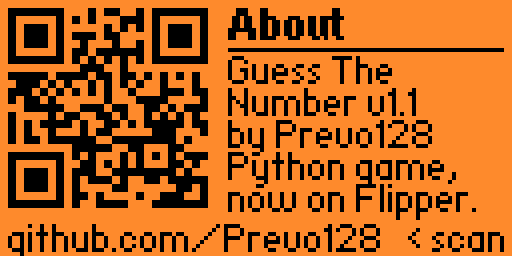 About
Guess The
Number v1.1
by Prevo128
Python game,
now on Flipper.
github.com/Prevo128 < scan